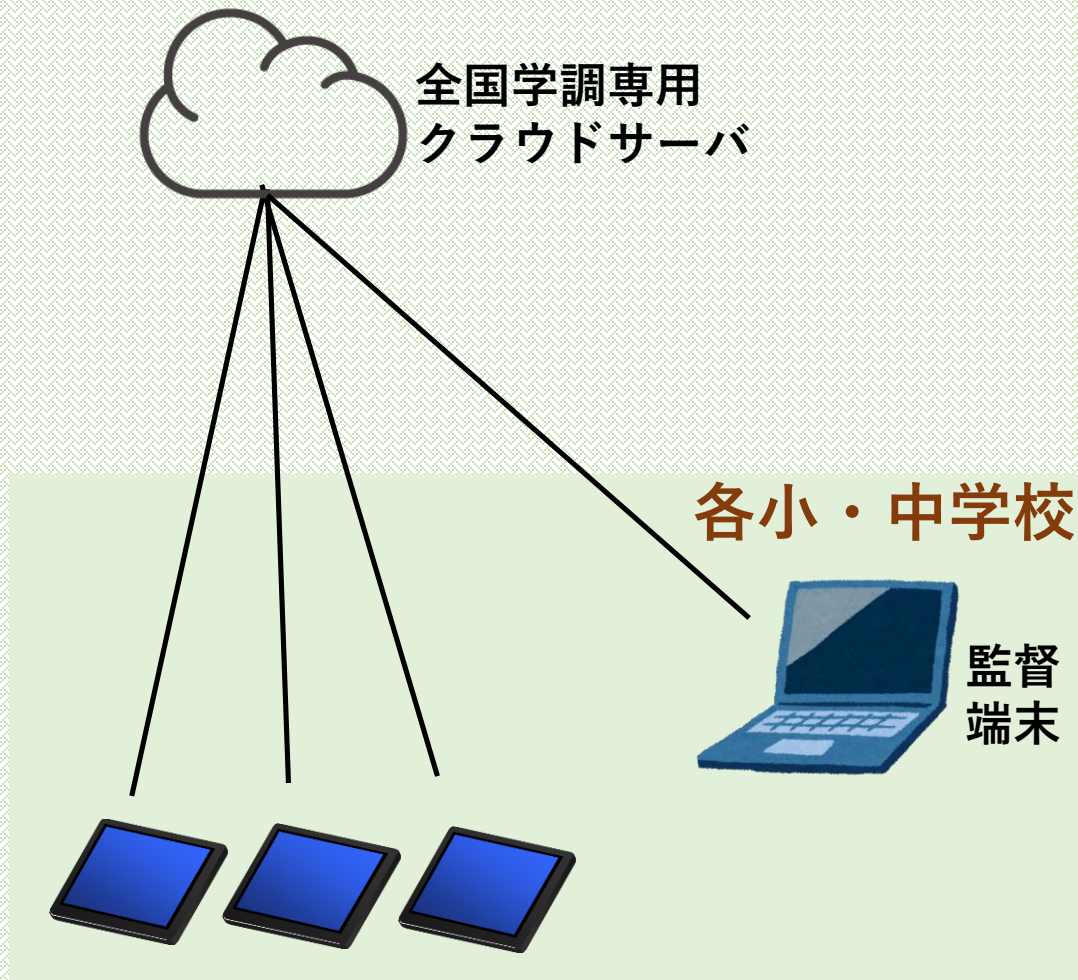 全国学調専用
クラウドサーバ
各小・中学校
監督
端末